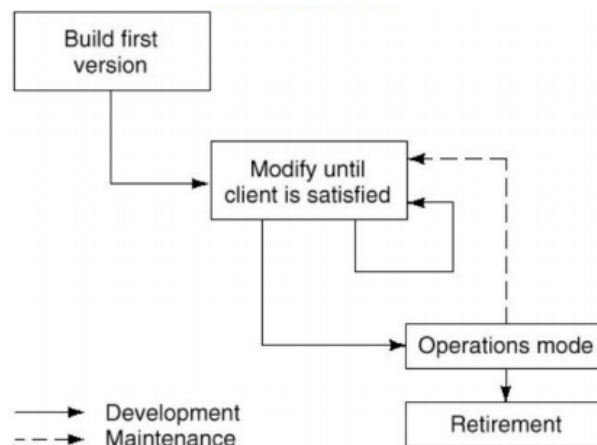 Build first
version
Modify until
client is satisfied
Operations mode
Development
Retirement
Maintenance